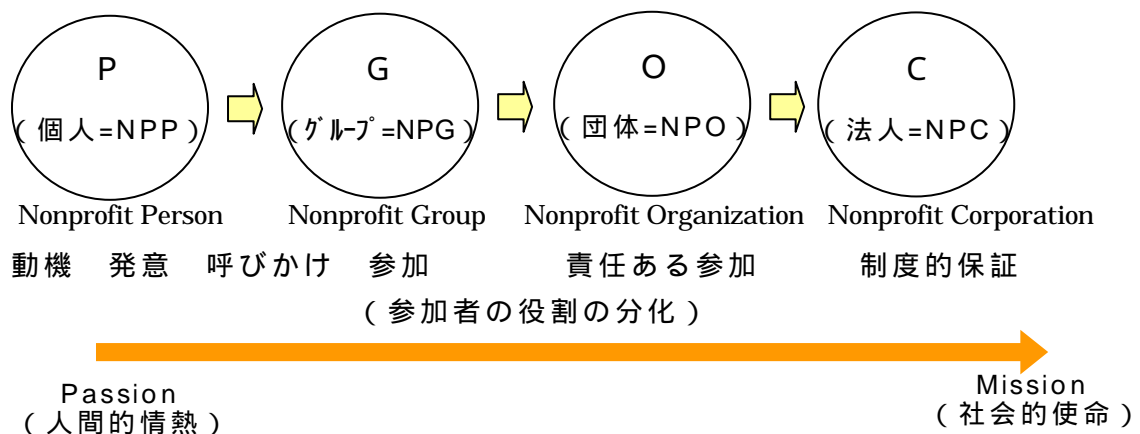 P G O C
(個人=NPP) (グループ=NPG) (団体=NPO) (法人=NPC)
Nonprofit Person Nonprofit Group Nonprofit Organization Nonprofit Corporation
動機 発意 呼びかけ 参加 責任ある参加 制度的保証
(参加者の役割の分化)
Passion Mission
(人間的情熱) (社会的使命)